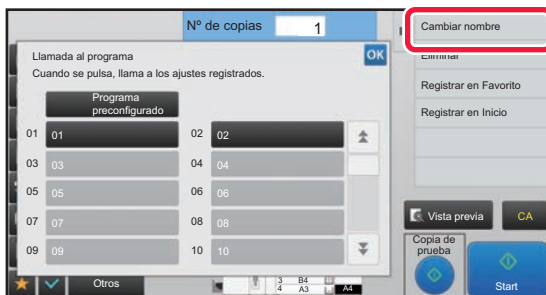 Nº de copias 1
Cambiar nombre
Llamada al programa
OK
Cuando se pulsa, llama a los ajustes registrados.
Eliminar
Registrar en Favorito
Registrar en Inicio
Programa
preconfigurado
01 01 02 02
03 03 04 04
05 05 06 06
07 07 08 08
09 09 10 10
Vista previa
CA
Copia de
prueba
Start
Otros
3 B4
4 A3
A4